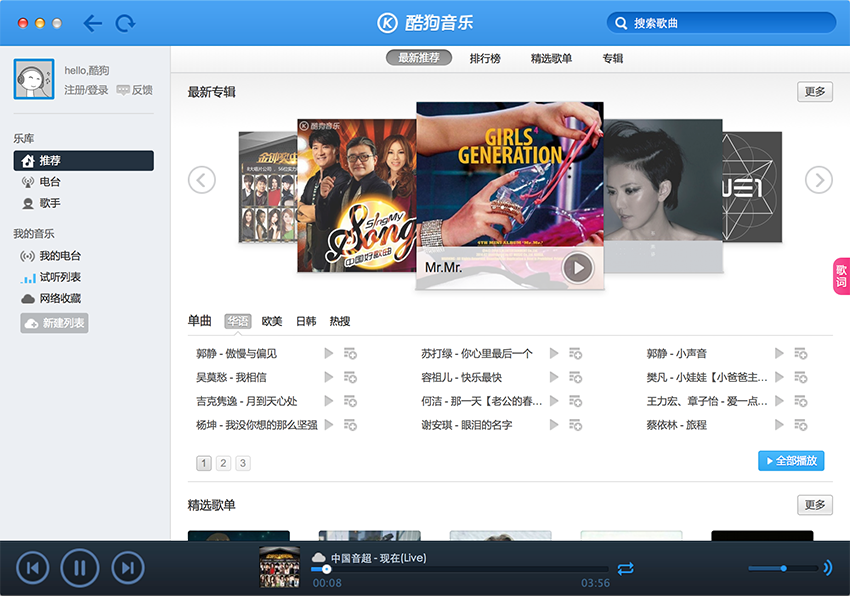 酷狗音乐
搜索歌曲
hello,酷狗
注册/登录 反馈
乐库
推荐
电台
歌手
我的音乐
我的电台
试听列表
网络收藏
新建列表
最新推荐 排行榜 精选歌单 专辑
最新专辑 更多
酷狗音乐
SingMy
Song
中国好歌曲
GIRLS
GENERATION
4TH MINI ALBUM "Mr. Mr."
Mr.Mr.
歌词
单曲 华语 欧美 日韩 热搜
郭静 - 傲慢与偏见 苏打绿 - 你心里最后一个 郭静 - 小声音
吴莫愁 - 我相信 容祖儿 - 快乐最快 樊凡 - 小娃娃【小爸爸主...
吉克隽逸 - 月到天心处 何洁 - 那一天【老公的春... 王力宏、章子怡 - 爱一点...
杨坤 - 我没你想的那么坚强 谢安琪 - 眼泪的名字 蔡依林 - 旅程
1 2 3
全部播放
精选歌单 更多
中国音超 - 现在(Live)
00:08 03:56